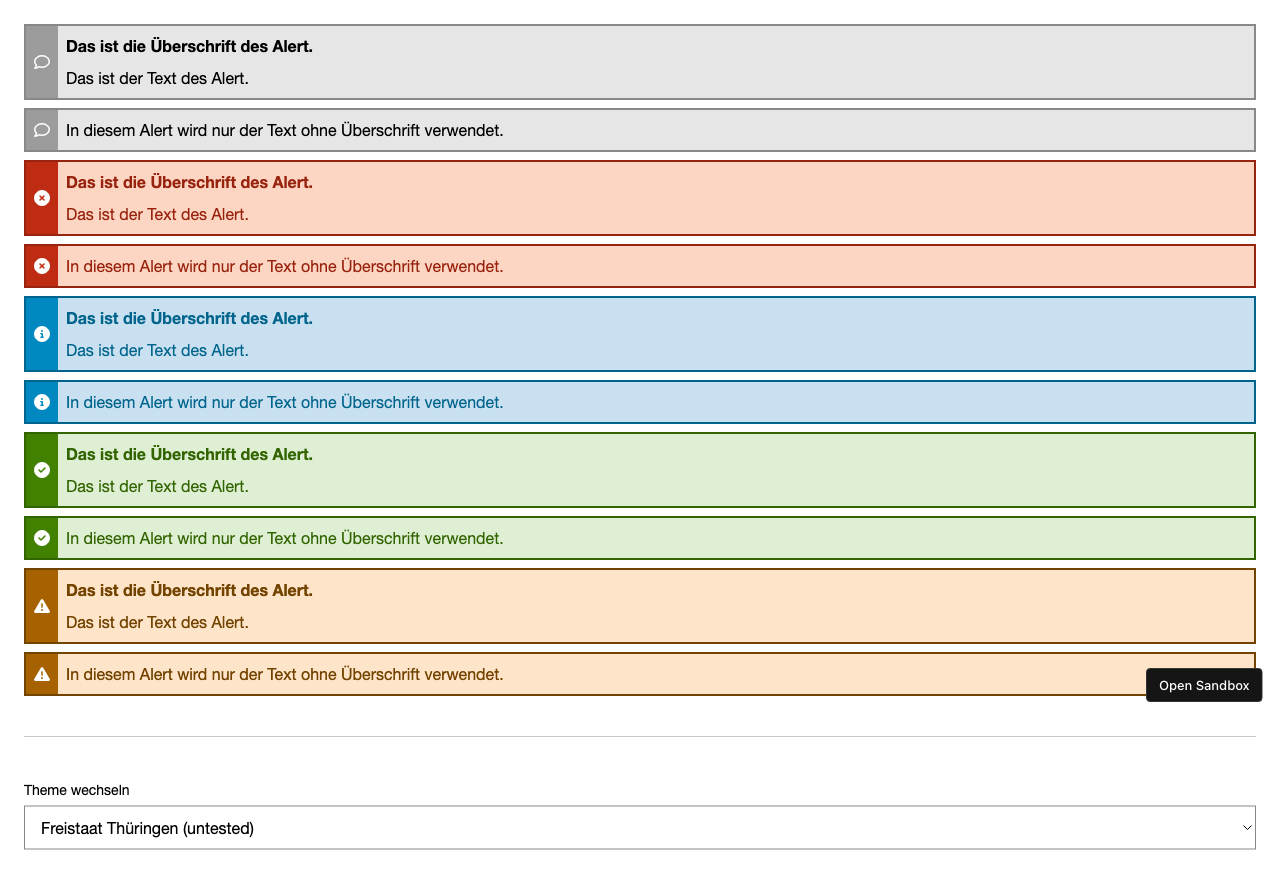 Das ist die Überschrift des Alert.
Das ist der Text des Alert.
In diesem Alert wird nur der Text ohne Überschrift verwendet.
Das ist die Überschrift des Alert.
Das ist der Text des Alert.
In diesem Alert wird nur der Text ohne Überschrift verwendet.
Das ist die Überschrift des Alert.
Das ist der Text des Alert.
In diesem Alert wird nur der Text ohne Überschrift verwendet.
Das ist die Überschrift des Alert.
Das ist der Text des Alert.
In diesem Alert wird nur der Text ohne Überschrift verwendet.
Das ist die Überschrift des Alert.
Das ist der Text des Alert.
In diesem Alert wird nur der Text ohne Überschrift verwendet.
Open Sandbox
Theme wechseln
Freistaat Thüringen (untested)